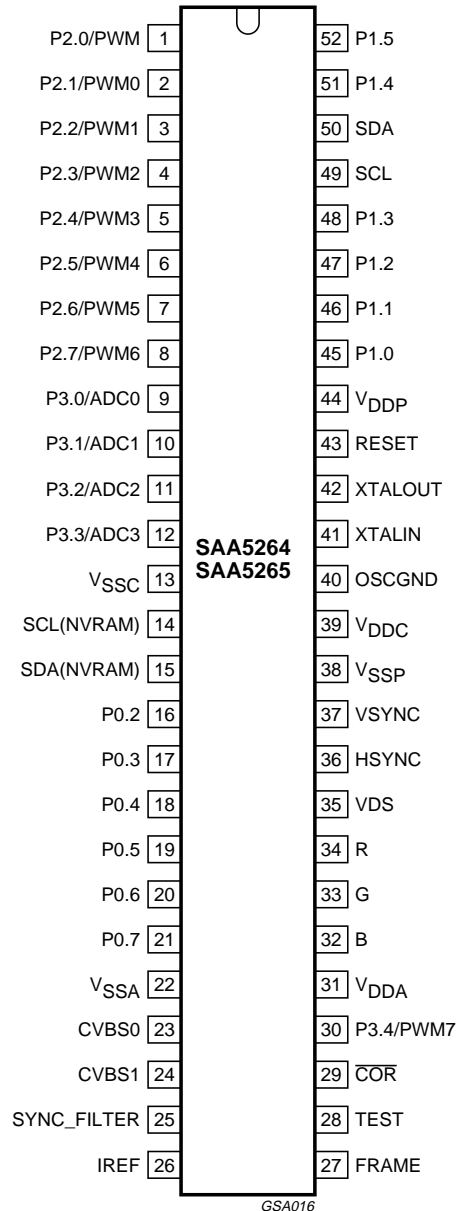 P2.0/PWM 1 52 P1.5
P2.1/PWM0 2 51 P1.4
P2.2/PWM1 3 50 SDA
P2.3/PWM2 4 49 SCL
P2.4/PWM3 5 48 P1.3
P2.5/PWM4 6 47 P1.2
P2.6/PWM5 7 46 P1.1
P2.7/PWM6 8 45 P1.0
P3.0/ADC0 9 44 VDDP
P3.1/ADC1 10 43 RESET
P3.2/ADC2 11 42 XTALOUT
P3.3/ADC3 12 41 XTALIN
SAA5264
SAA5265
VSSC 13 40 OSCGND
SCL(NVRAM) 14 39 VDDC
SDA(NVRAM) 15 38 VSSP
P0.2 16 37 VSYNC
P0.3 17 36 HSYNC
P0.4 18 35 VDS
P0.5 19 34 R
P0.6 20 33 G
P0.7 21 32 B
VSSA 22 31 VDDA
CVBS0 23 30 P3.4/PWM7
CVBS1 24 29 C̅O̅R̅
SYNC_FILTER 25 28 TEST
IREF 26 27 FRAME
GSA016